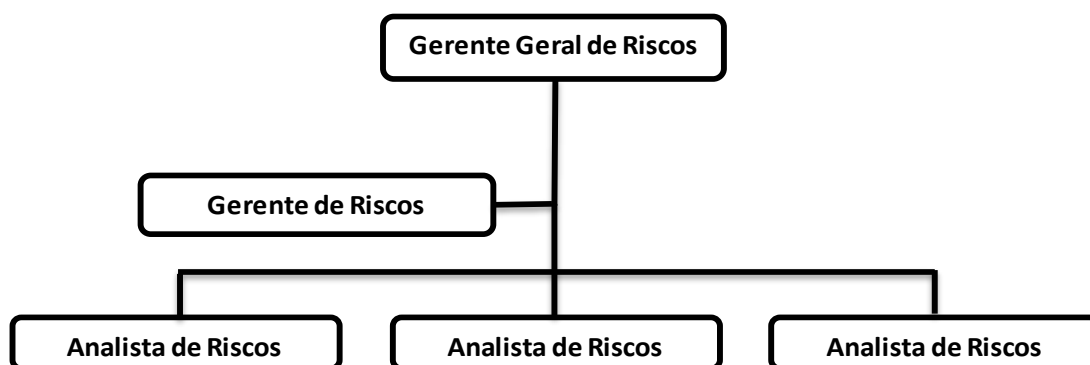 Gerente Geral de Riscos
Gerente de Riscos
Analista de Riscos
Analista de Riscos
Analista de Riscos